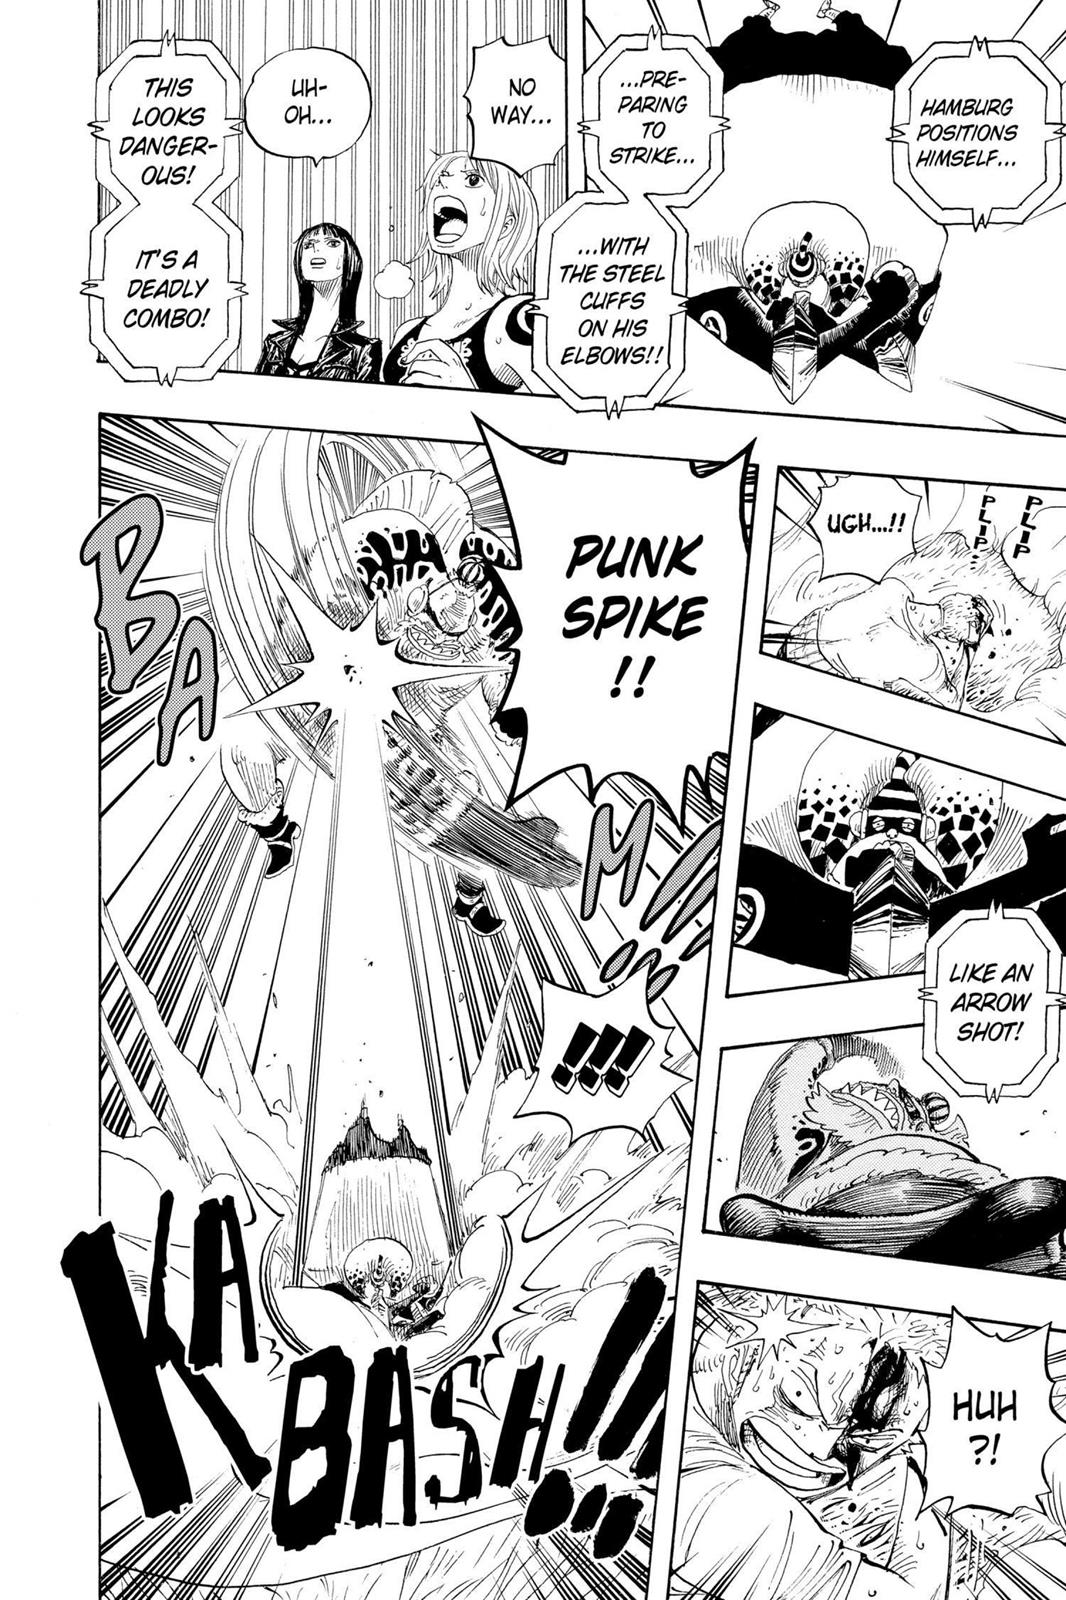 HAMBURG
POSITIONS
HIMSELF...
...PRE-
PARING
TO
STRIKE...
...WITH
THE STEEL
CUFFS
ON HIS
ELBOWS!!
NO
WAY...
UH-
OH...
THIS
LOOKS
DANGER-
OUS!
IT'S A
DEADLY
COMBO!
PLIP
PLIP
UGH...!!
LIKE AN
ARROW
SHOT!
HUH
?!
PUNK
SPIKE
!!
BA
M!!!
!!!
KA
BASH!!!